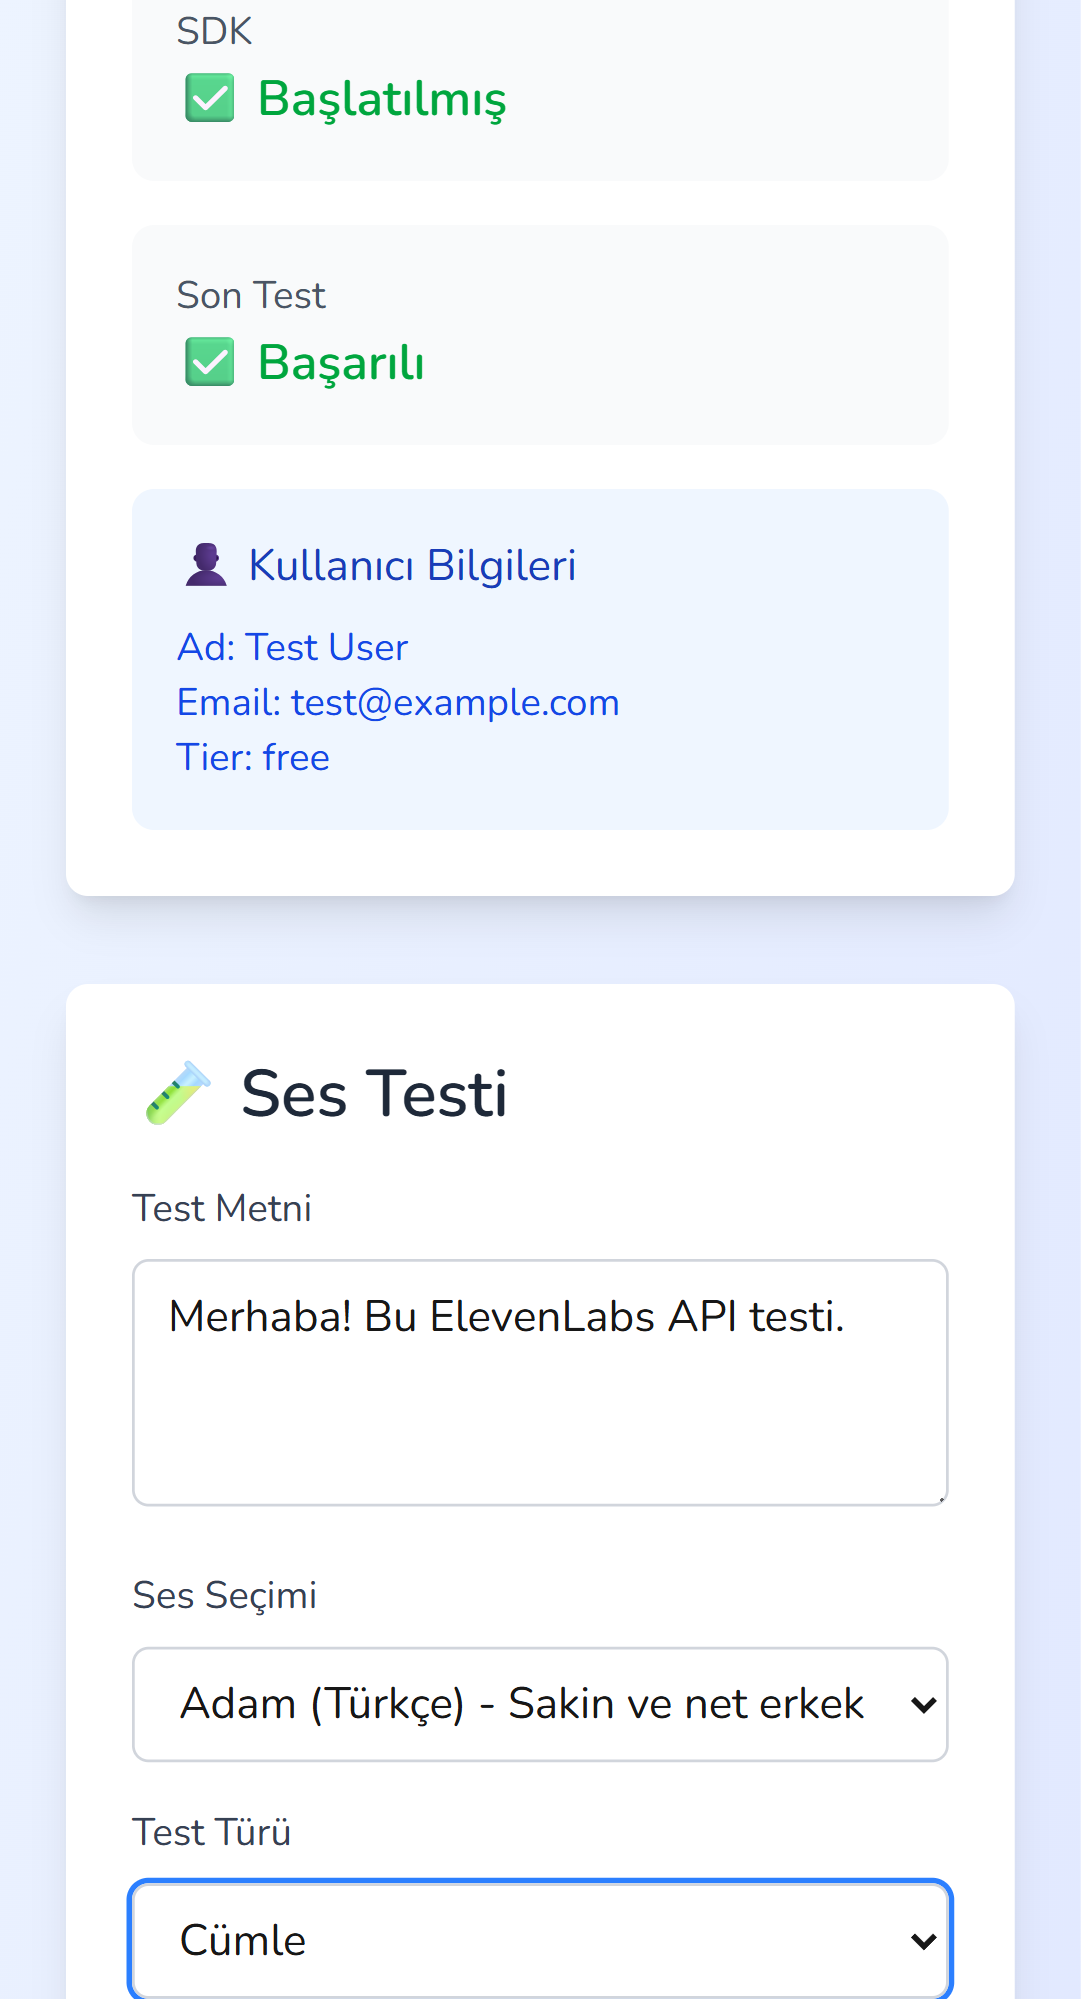 SDK
✅ Başlatılmış
Son Test
✅ Başarılı
👤 Kullanıcı Bilgileri
Ad: Test User
Email: test@example.com
Tier: free
🧪 Ses Testi
Test Metni
Merhaba! Bu ElevenLabs API testi.
Ses Seçimi
Adam (Türkçe) - Sakin ve net erkek
Test Türü
Cümle